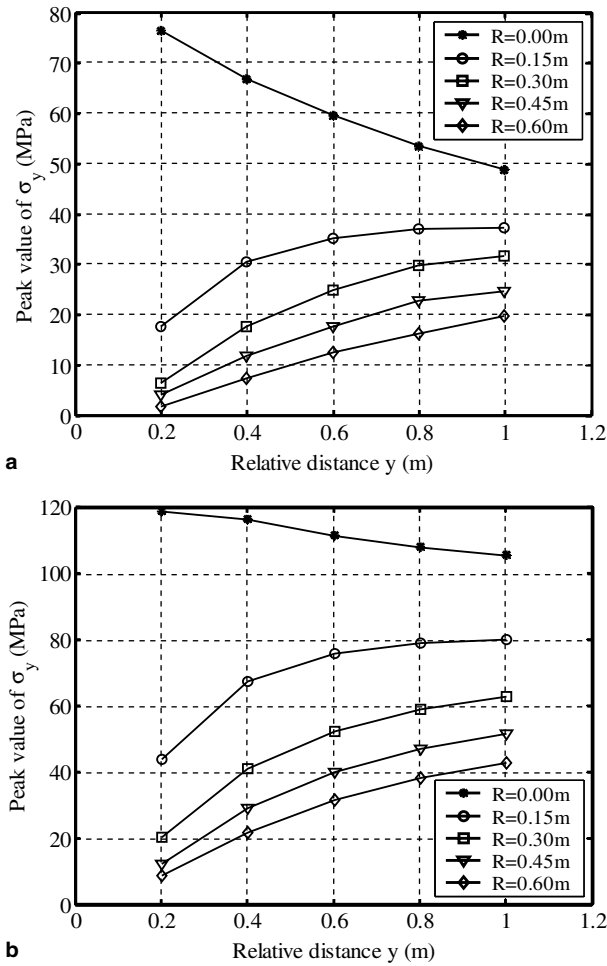 80
70
60
50
40
30
20
10
0
Peak value of σy (MPa)
R=0.00m
R=0.15m
R=0.30m
R=0.45m
R=0.60m
0 0.2 0.4 0.6 0.8 1 1.2
Relative distance y (m)
a
120
100
80
60
40
20
0
Peak value of σy (MPa)
R=0.00m
R=0.15m
R=0.30m
R=0.45m
R=0.60m
0 0.2 0.4 0.6 0.8 1 1.2
Relative distance y (m)
b